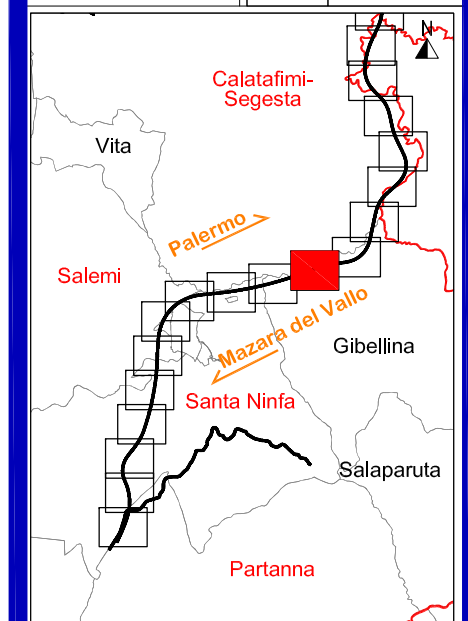 N
Calatafimi-
Segesta
Vita
Palermo
Salemi
Mazara del Vallo
Gibellina
Santa Ninfa
Salaparuta
Partanna